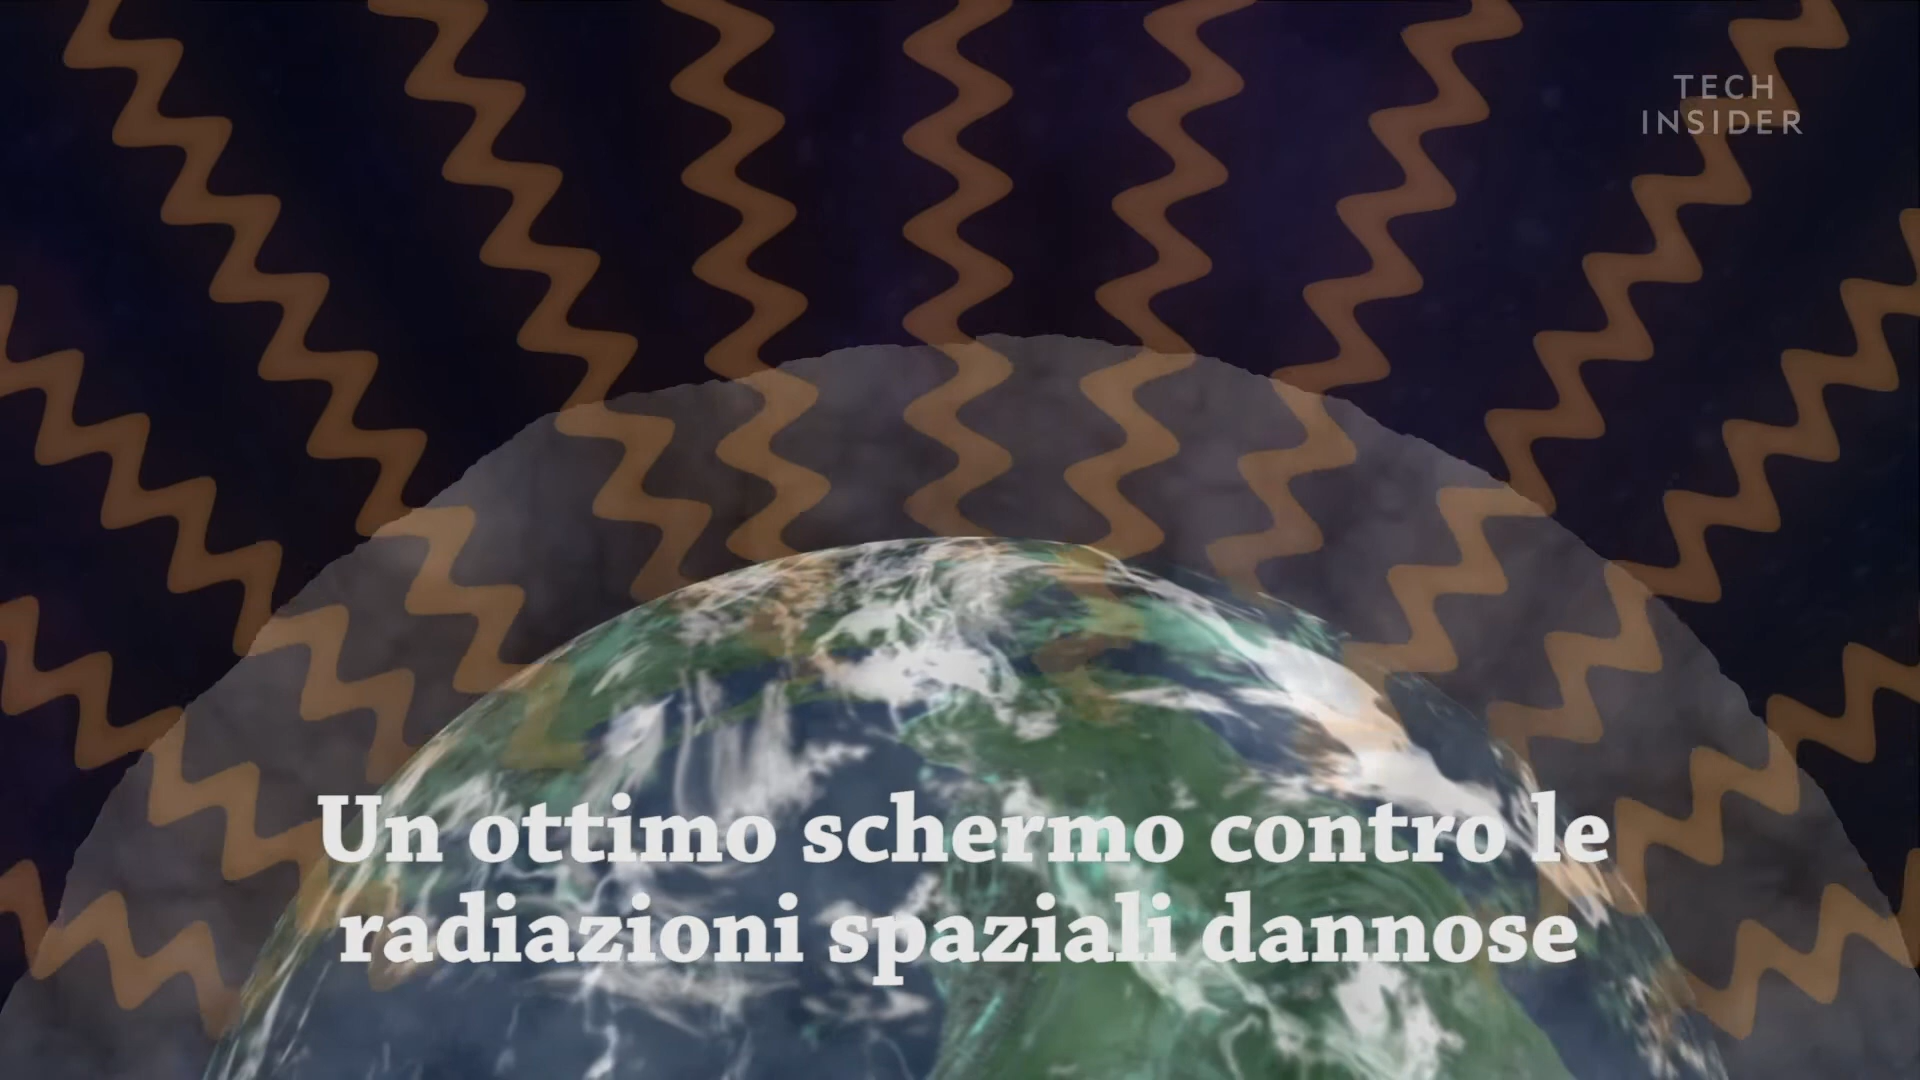 TECH
INSIDER
Un ottimo schermo contro le
radiazioni spaziali dannose